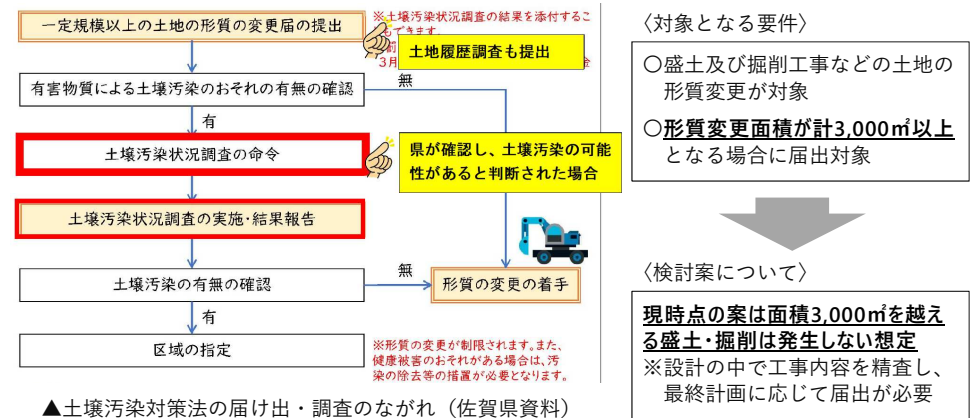 一定規模以上の土地の形質の変更届の提出
※土壌汚染状況調査の結果を添付するこ
もできます。
土地履歴調査も提出
3月
有害物質による土壌汚染のおそれの有無の確認
無
有
土壌汚染状況調査の命令
県が確認し、土壌汚染の可能
性があると判断された場合
土壌汚染状況調査の実施・結果報告
土壌汚染の有無の確認
無
形質の変更の着手
有
区域の指定
※形質の変更が制限されます。また、
健康被害のおそれがある場合は、汚
染の除去等の措置が必要となります。
▲土壌汚染対策法の届け出・調査のながれ（佐賀県資料）
〈対象となる要件〉
〇盛土及び掘削工事などの土地の
形質変更が対象
〇形質変更面積が計3,000㎡以上
となる場合に届出対象
〈検討案について〉
現時点の案は面積3,000㎡を越え
る盛土・掘削は発生しない想定
※設計の中で工事内容を精査し、
最終計画に応じて届出が必要